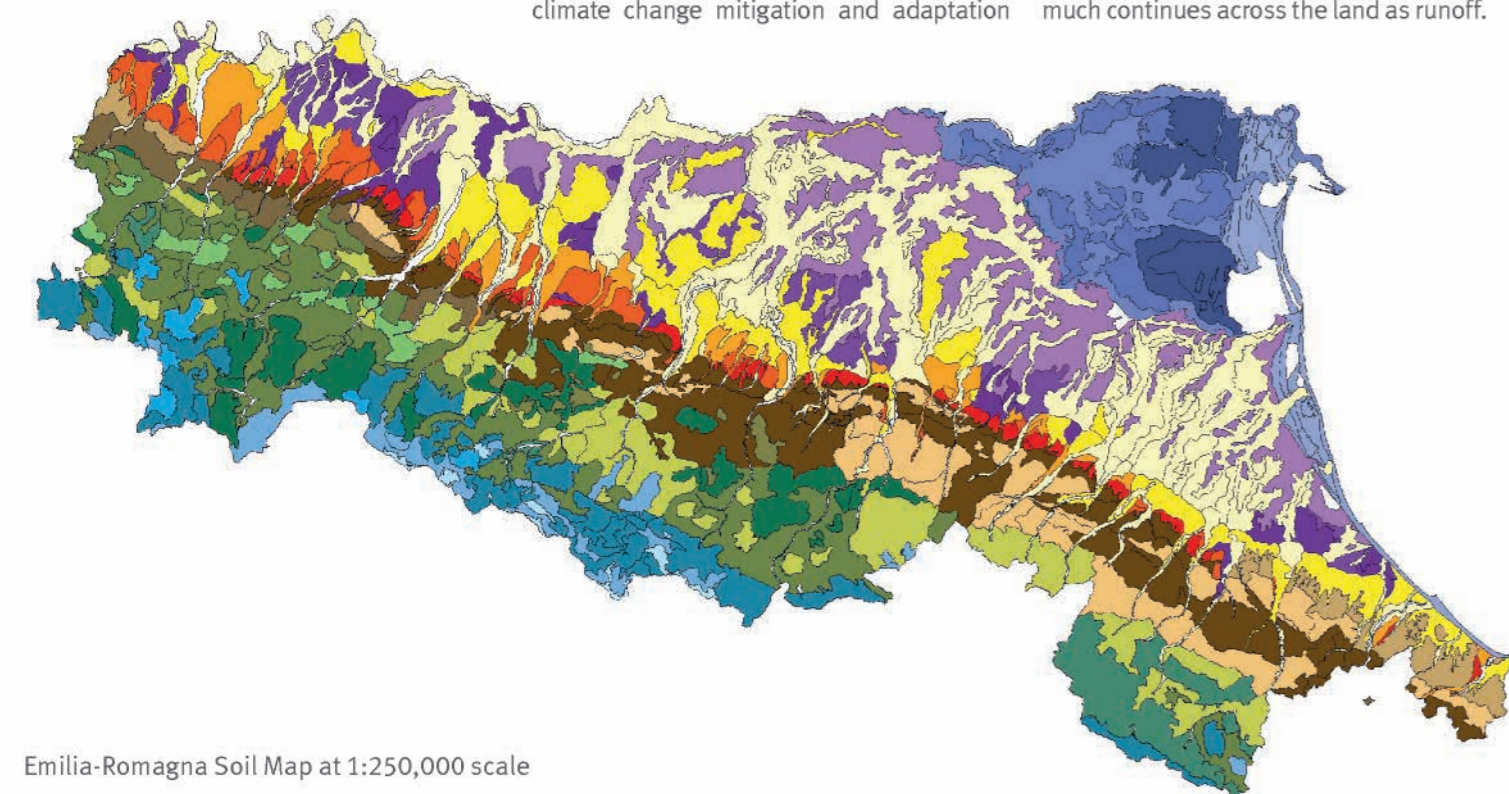 climate change mitigation and adaptation
much continues across the land as runoff.
Emilia-Romagna Soil Map at 1:250,000 scale